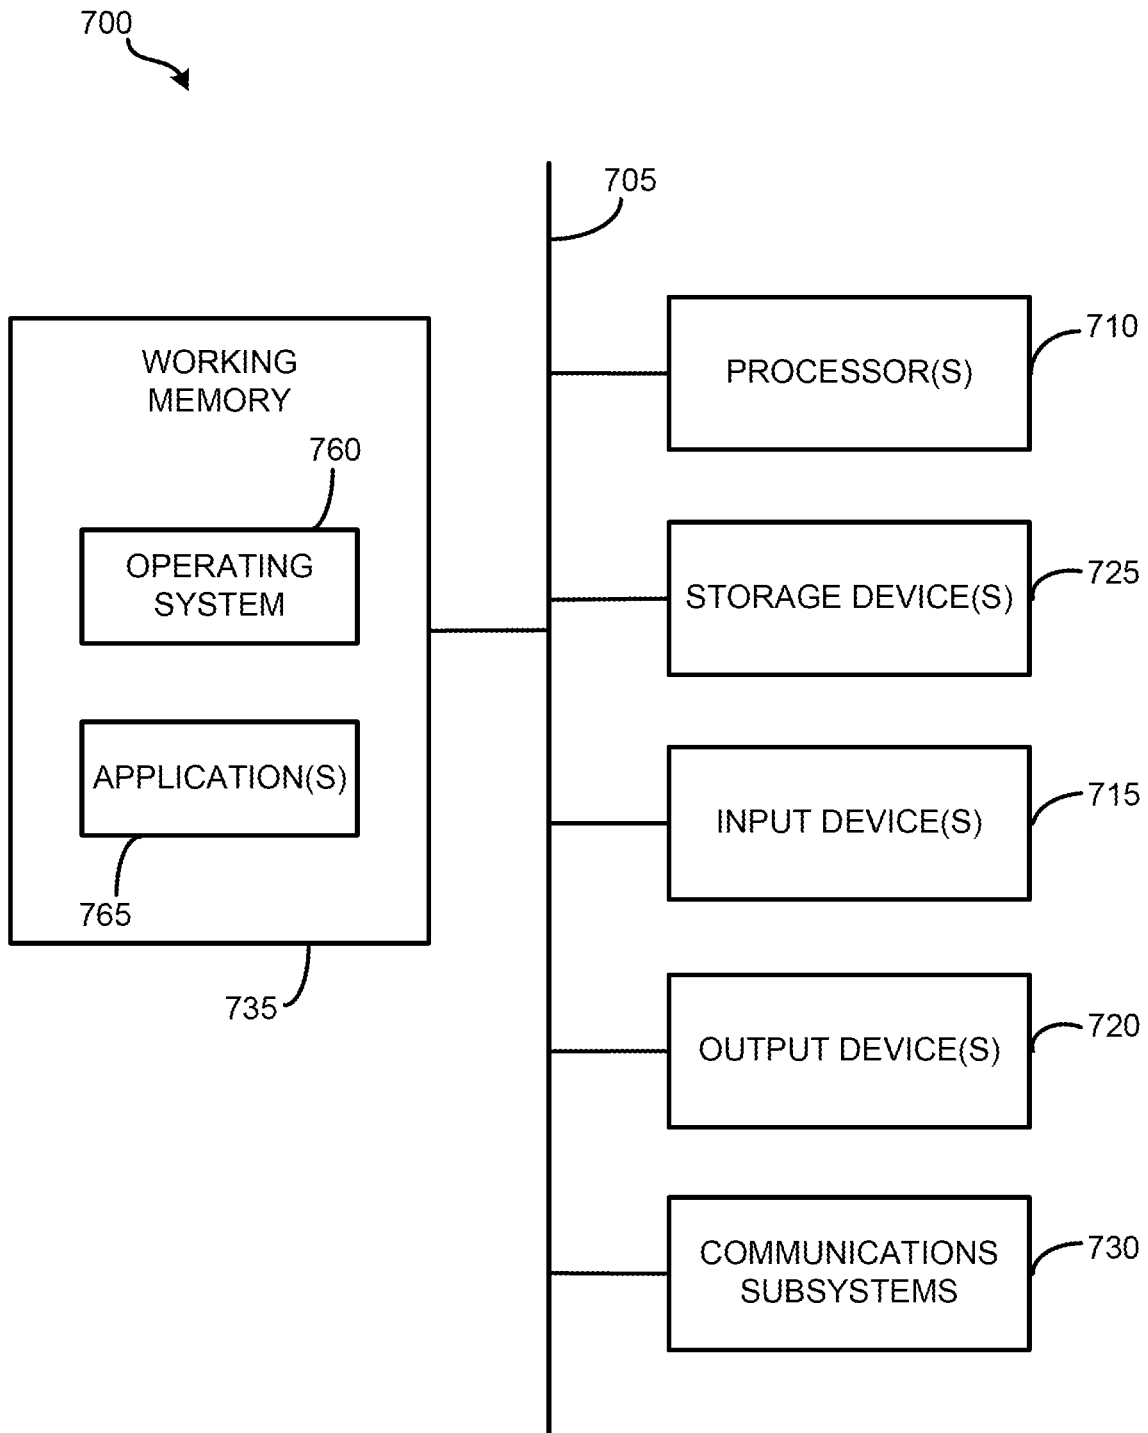 700
705
WORKING
MEMORY
760
OPERATING
SYSTEM
APPLICATION(S)
765
735
PROCESSOR(S)
710
STORAGE DEVICE(S)
725
INPUT DEVICE(S)
715
OUTPUT DEVICE(S)
720
COMMUNICATIONS
SUBSYSTEMS
730